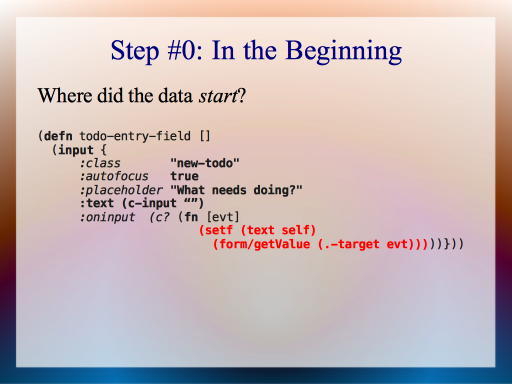 Step #0: In the Beginning
Where did the data start?
(defn todo-entry-field []
  (input {
      :class       "new-todo"
      :autofocus   true
      :placeholder "What needs doing?"
      :text (c-input “”)
      :oninput  (c? (fn [evt]
                       (setf (text self)
                         (form/getValue (.-target evt)))))}))